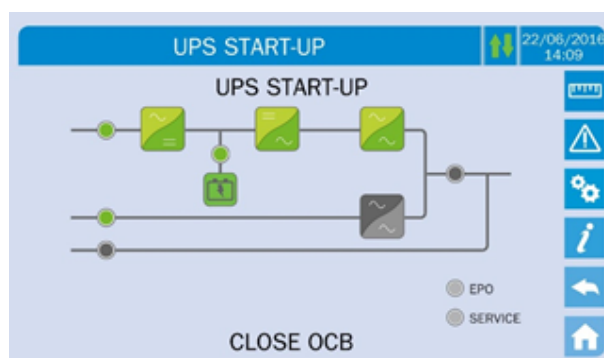 UPS START-UP
22/06/2016
14:09
UPS START-UP
EPO
SERVICE
CLOSE OCB